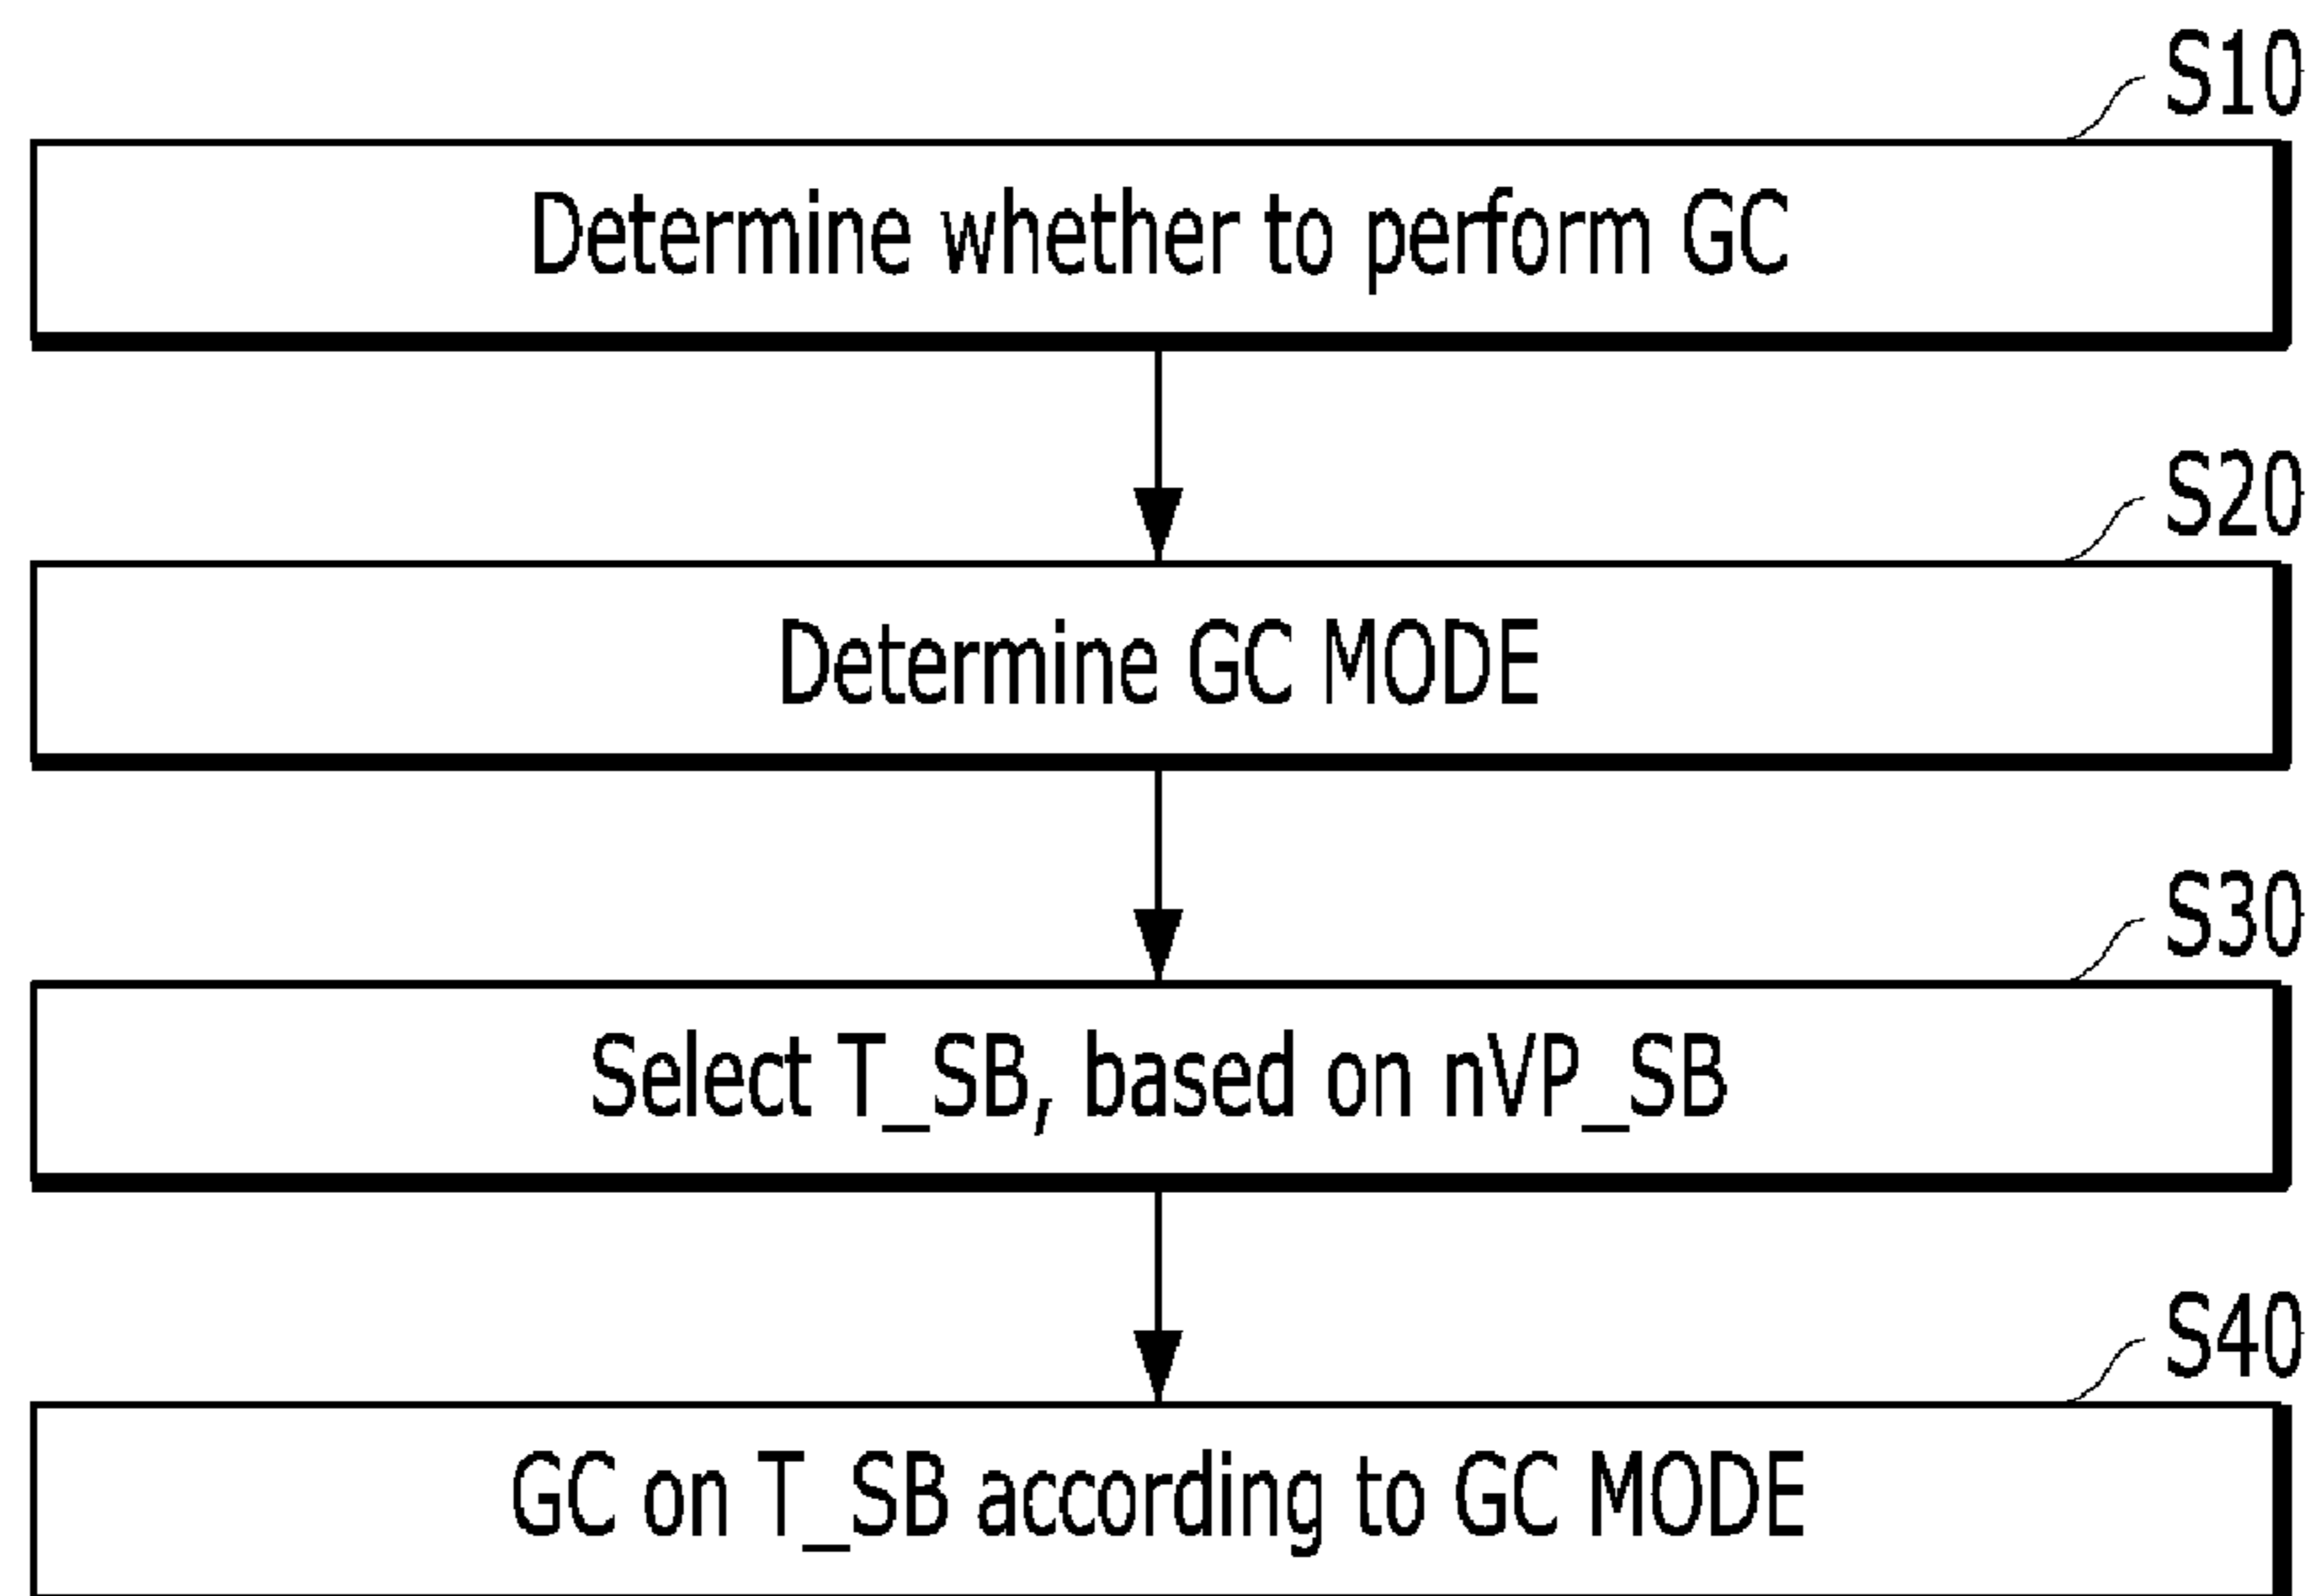 S10
Determine whether to perform GC
S20
Determine GC MODE
S30
Select T_SB, based on nVP_SB
S40
GC on T_SB according to GC MODE